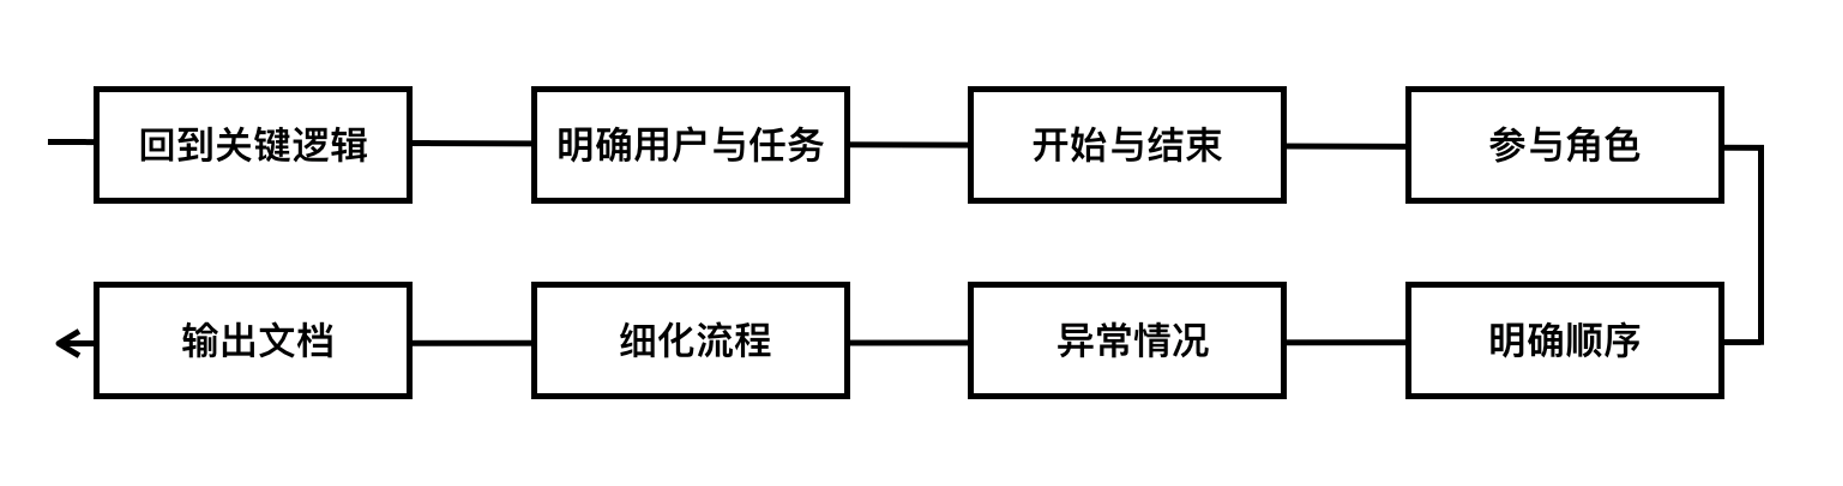 回到关键逻辑
明确用户与任务
开始与结束
参与角色
明确顺序
异常情况
细化流程
输出文档